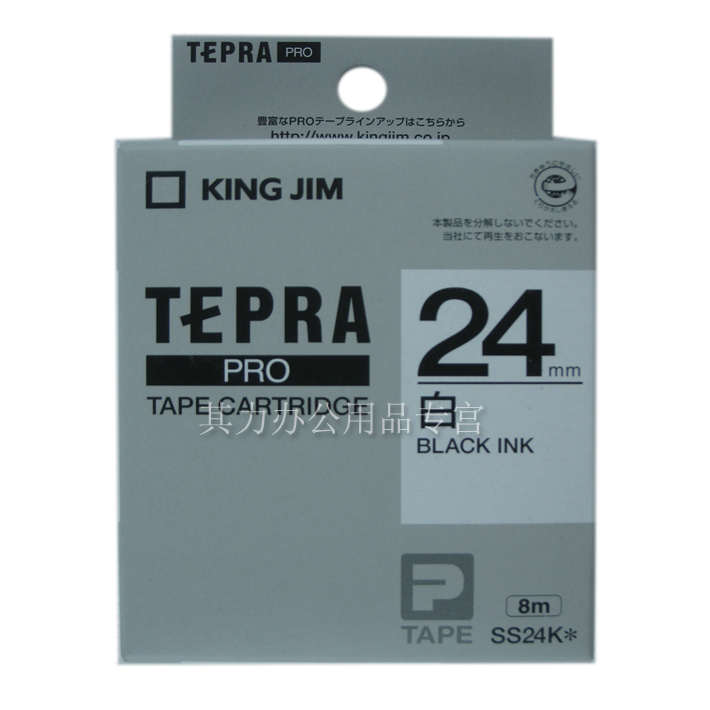 TEPRA PRO
豊富なPROテープラインアップはこちらから
http://www.kingjim.co.jp
KING JIM
本製品を分解しないでください。
当社にて再生をおこないます。
TEPRA
PRO
TAPE CARTRIDGE
24mm
白
BLACK INK
其力办公用品专宫
P
TAPE
8m
SS24K*